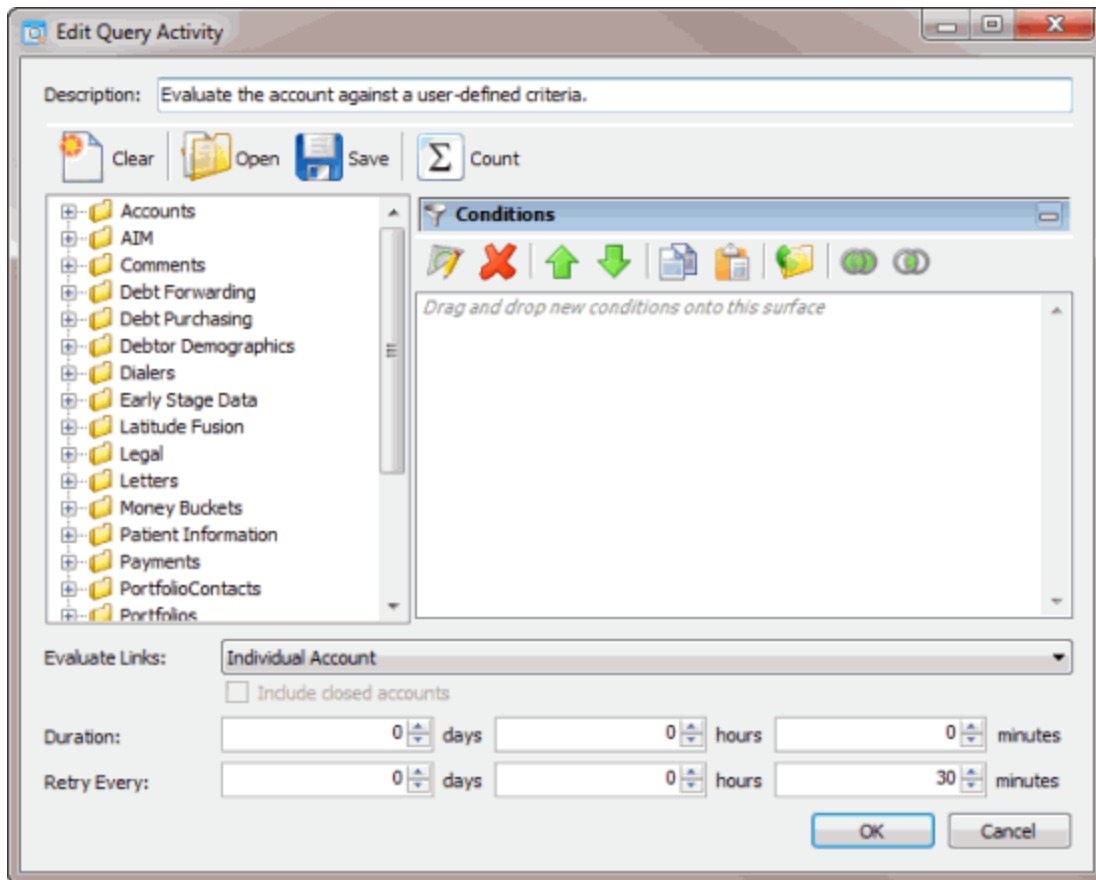 Edit Query Activity
Description: Evaluate the account against a user-defined criteria.
Clear Open Save Σ Count
Accounts
AIM
Comments
Debt Forwarding
Debt Purchasing
Debtor Demographics
Dialers
Early Stage Data
Latitude Fusion
Legal
Letters
Money Buckets
Patient Information
Payments
PortfolioContacts
Portfolios
Conditions
Drag and drop new conditions onto this surface
Evaluate Links: Individual Account
Include closed accounts
Duration: 0 days 0 hours 0 minutes
Retry Every: 0 days 0 hours 30 minutes
OK Cancel